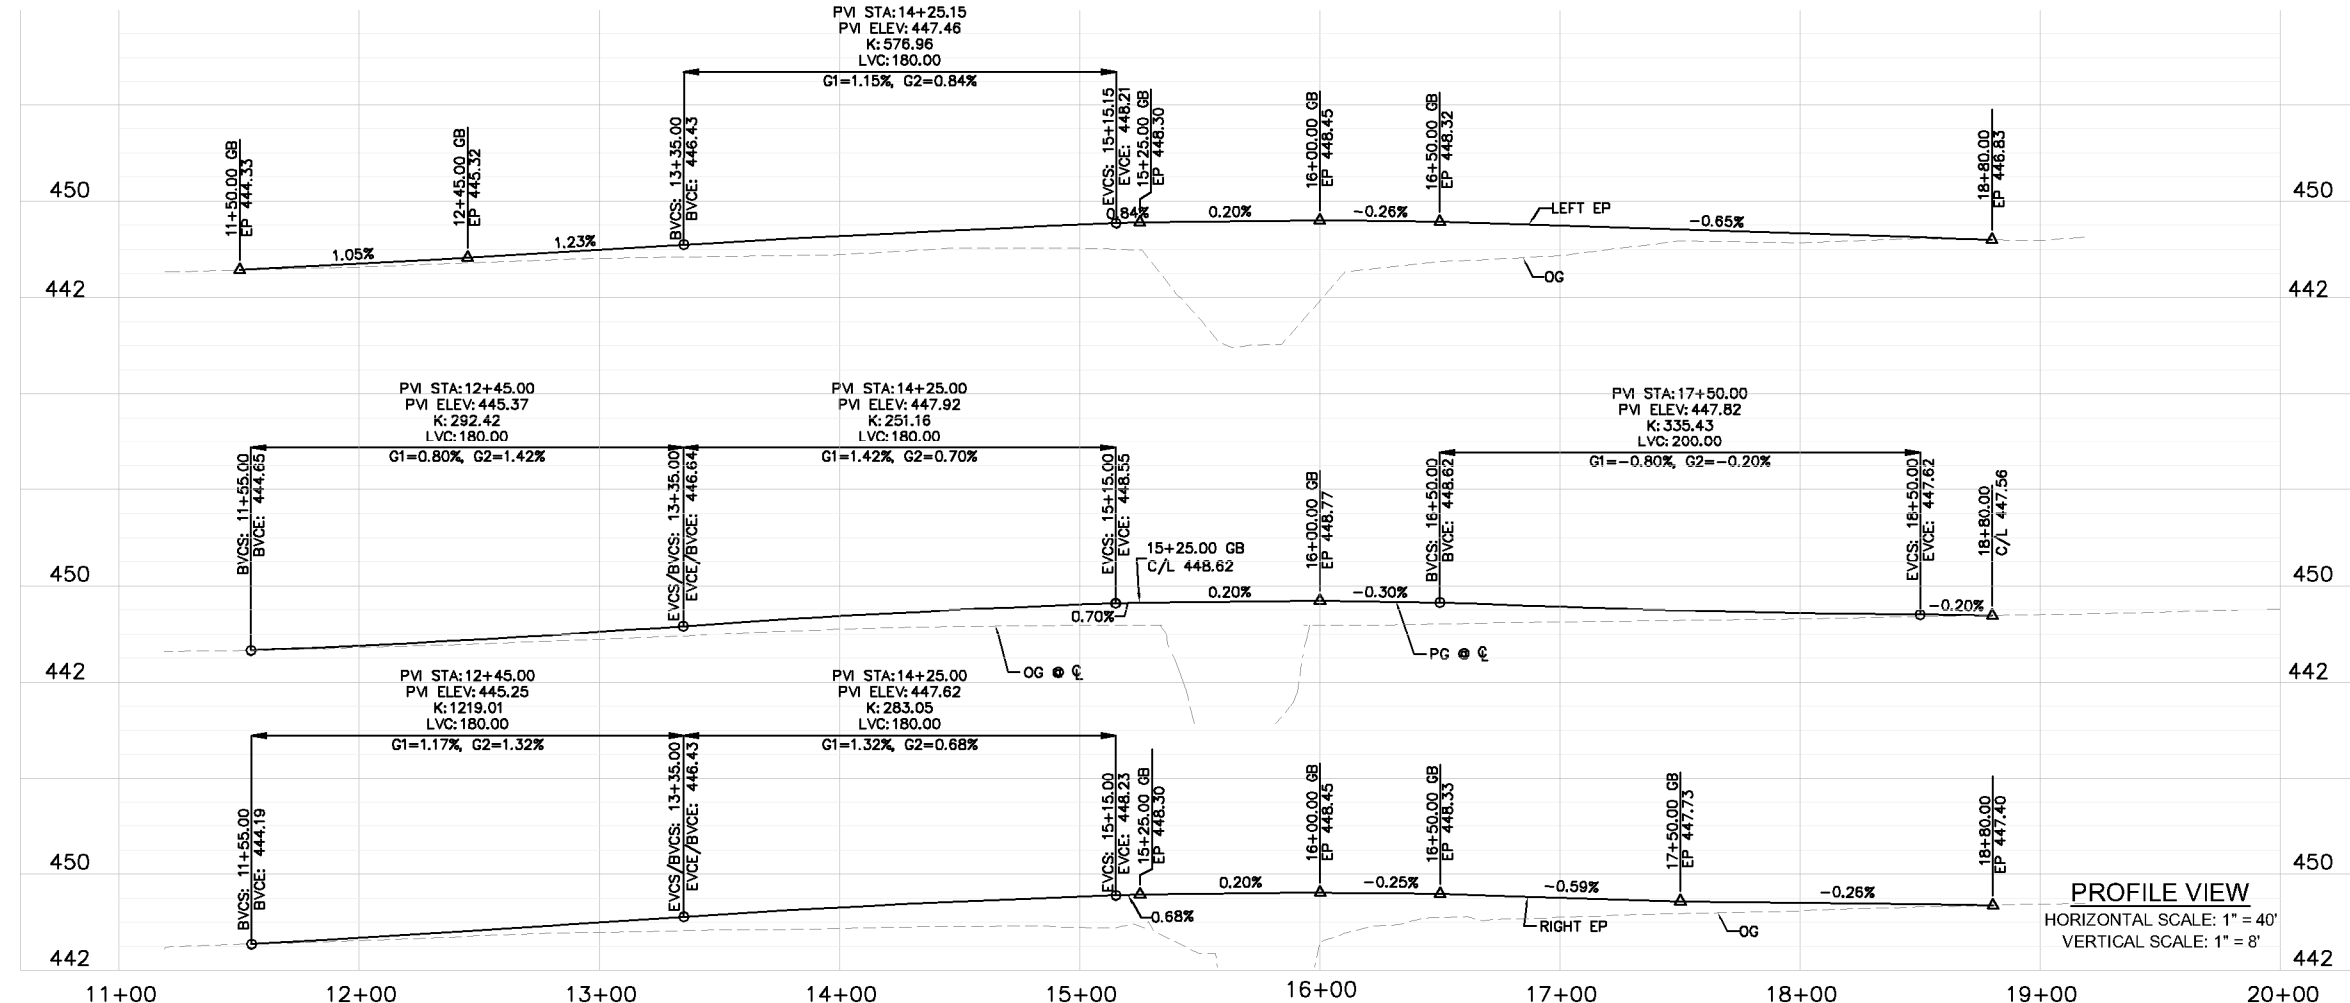 PVI STA:14+25.15
PVI ELEV:447.46
K:576.96
LVC:180.00
G1=1.15%, G2=0.84%
11+50.00 GB
EP 444.33
12+45.00 GB
EP 445.32
BVCS: 13+35.00
BVCE: 446.43
EVCS: 15+15.15
EVCE: 448.21
15+25.00 GB
EP 448.30
16+00.00 GB
EP 448.45
16+50.00 GB
EP 448.32
18+80.00
EP 446.83
450
450
1.05%
1.23%
0.84%
0.20%
-0.26%
LEFT EP
-0.65%
OG
442
442
PVI STA:12+45.00
PVI ELEV:445.37
K:292.42
LVC:180.00
G1=0.80%, G2=1.42%
PVI STA:14+25.00
PVI ELEV:447.92
K:251.16
LVC:180.00
G1=1.42%, G2=0.70%
PVI STA:17+50.00
PVI ELEV:447.82
K:335.43
LVC:200.00
G1=-0.80%, G2=-0.20%
BVCS: 11+55.00
BVCE: 444.65
EVCS/BVCS: 13+35.00
EVCE/BVCE: 446.64
EVCS: 15+15.00
EVCE: 448.55
15+25.00 GB
C/L 448.62
16+00.00 GB
EP 448.77
BVCS: 16+50.00
BVCE: 448.62
EVCS: 18+50.00
EVCE: 447.62
18+80.00
C/L 447.56
450
450
0.70%
0.20%
-0.30%
-0.20%
OG @ ℄
PG @ ℄
442
442
PVI STA:12+45.00
PVI ELEV:445.25
K:1219.01
LVC:180.00
G1=1.17%, G2=1.32%
PVI STA:14+25.00
PVI ELEV:447.62
K:283.05
LVC:180.00
G1=1.32%, G2=0.68%
BVCS: 11+55.00
BVCE: 444.19
EVCS/BVCS: 13+35.00
EVCE/BVCE: 446.43
EVCS: 15+15.00
EVCE: 448.23
15+25.00 GB
EP 448.30
16+00.00 GB
EP 448.45
16+50.00 GB
EP 448.33
17+50.00 GB
EP 447.73
18+80.00
EP 447.40
450
450
0.68%
0.20%
-0.25%
-0.59%
-0.26%
RIGHT EP
OG
PROFILE VIEW
HORIZONTAL SCALE: 1" = 40'
VERTICAL SCALE: 1" = 8'
442
442
11+00 12+00 13+00 14+00 15+00 16+00 17+00 18+00 19+00 20+00